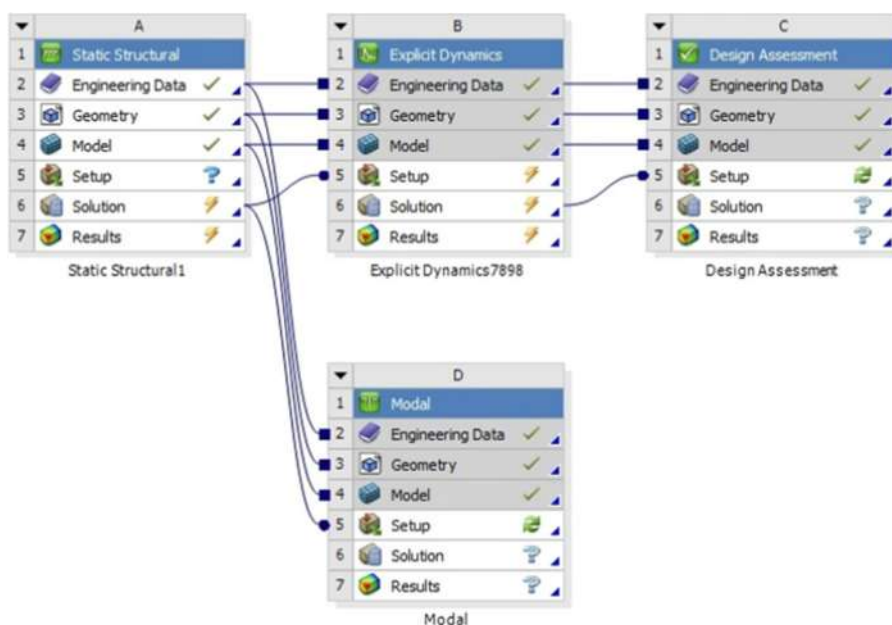 A
1 Static Structural
2 Engineering Data
3 Geometry
4 Model
5 Setup ?
6 Solution
7 Results
Static Structural1
B
1 Explicit Dynamics
2 Engineering Data
3 Geometry
4 Model
5 Setup
6 Solution
7 Results
Explicit Dynamics7898
C
1 Design Assessment
2 Engineering Data
3 Geometry
4 Model
5 Setup
6 Solution ?
7 Results ?
Design Assessment
D
1 Modal
2 Engineering Data
3 Geometry
4 Model
5 Setup
6 Solution ?
7 Results ?
Modal